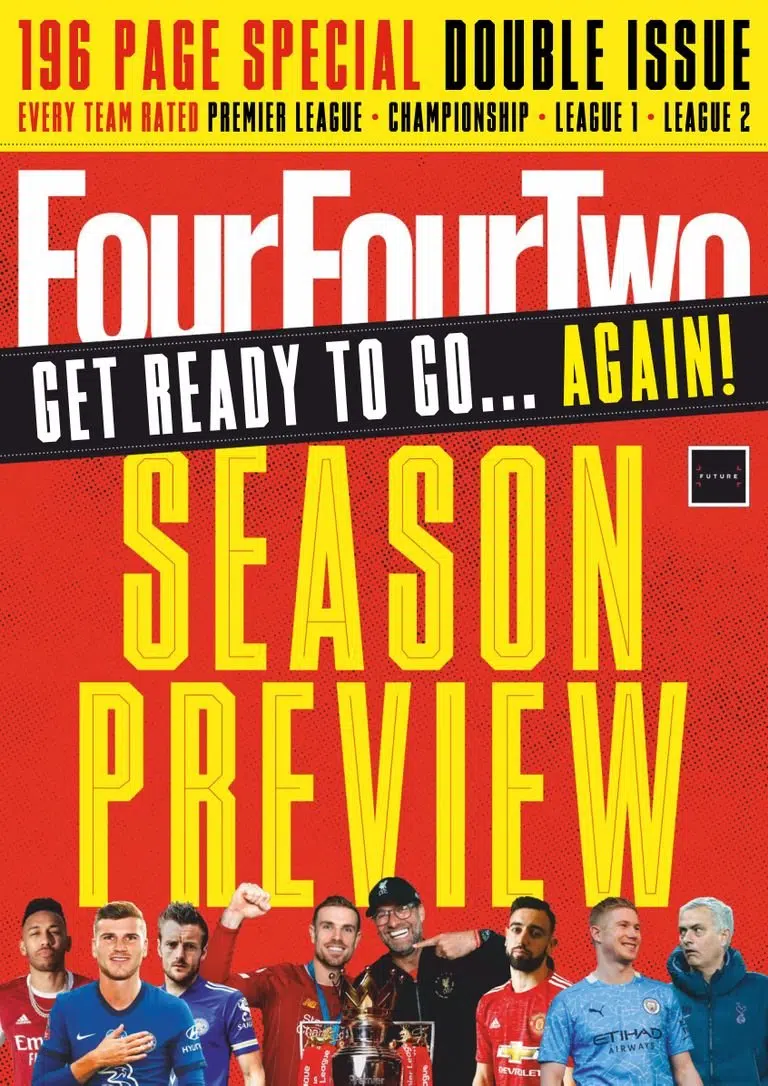 196 PAGE SPECIAL DOUBLE ISSUE
EVERY TEAM RATED PREMIER LEAGUE • CHAMPIONSHIP • LEAGUE 1 • LEAGUE 2
FourFourTwo
GET READY TO GO... AGAIN!
FUTURE
SEASON
PREVIEW
ETIHAD
AIRWAYS
CHEVROLET